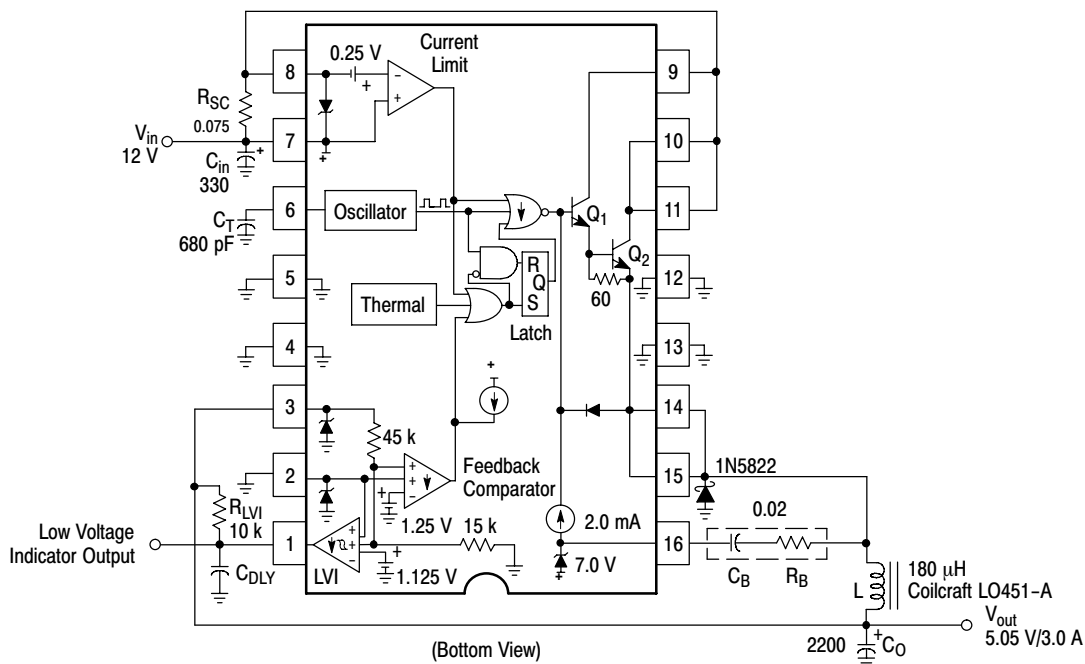 Current
Limit
0.25 V
+
−
+
8
9
R_SC
0.075
V_in
12 V
7
10
+
C_in
330
+
6
Oscillator
11
C_T
680 pF
Q1
Q2
5
R
Q
S
12
60
Thermal
Latch
4
13
+
3
14
45 k
1N5822
2
+
+
−
Feedback
Comparator
15
R_LVI
10 k
+
1.25 V
15 k
2.0 mA
0.02
Low Voltage
Indicator Output
1
+
−
+
1.125 V
LVI
7.0 V
+
16
C_DLY
C_B
R_B
L
180 μH
Coilcraft LO451−A
V_out
5.05 V/3.0 A
2200
+
C_O
(Bottom View)